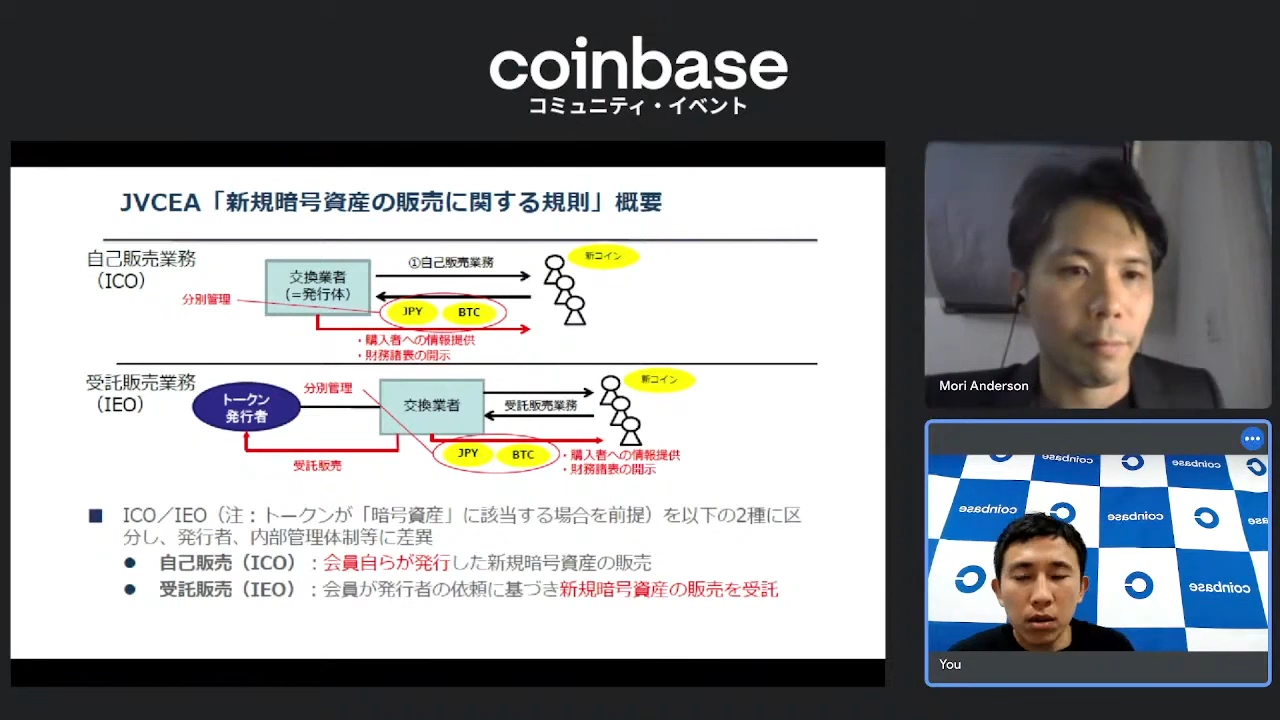 coinbase
コミュニティ・イベント
JVCEA「新規暗号資産の販売に関する規則」概要
自己販売業務
（ICO）
交換業者
（=発行体）
①自己販売業務
新コイン
分別管理
JPY
BTC
・購入者への情報提供
・財務諸表の開示
受託販売業務
（IEO）
トークン
発行者
分別管理
交換業者
受託販売業務
新コイン
受託販売
JPY
BTC
・購入者への情報提供
・財務諸表の開示
■ ICO／IEO（注：トークンが「暗号資産」に該当する場合を前提）を以下の2種に区
分し、発行者、内部管理体制等に差異
● 自己販売（ICO）：会員自らが発行した新規暗号資産の販売
● 受託販売（IEO）：会員が発行者の依頼に基づき新規暗号資産の販売を受託
Mori Anderson
coinbase
coinbase
coinbase
coinbase
coinbase
coinbase
You